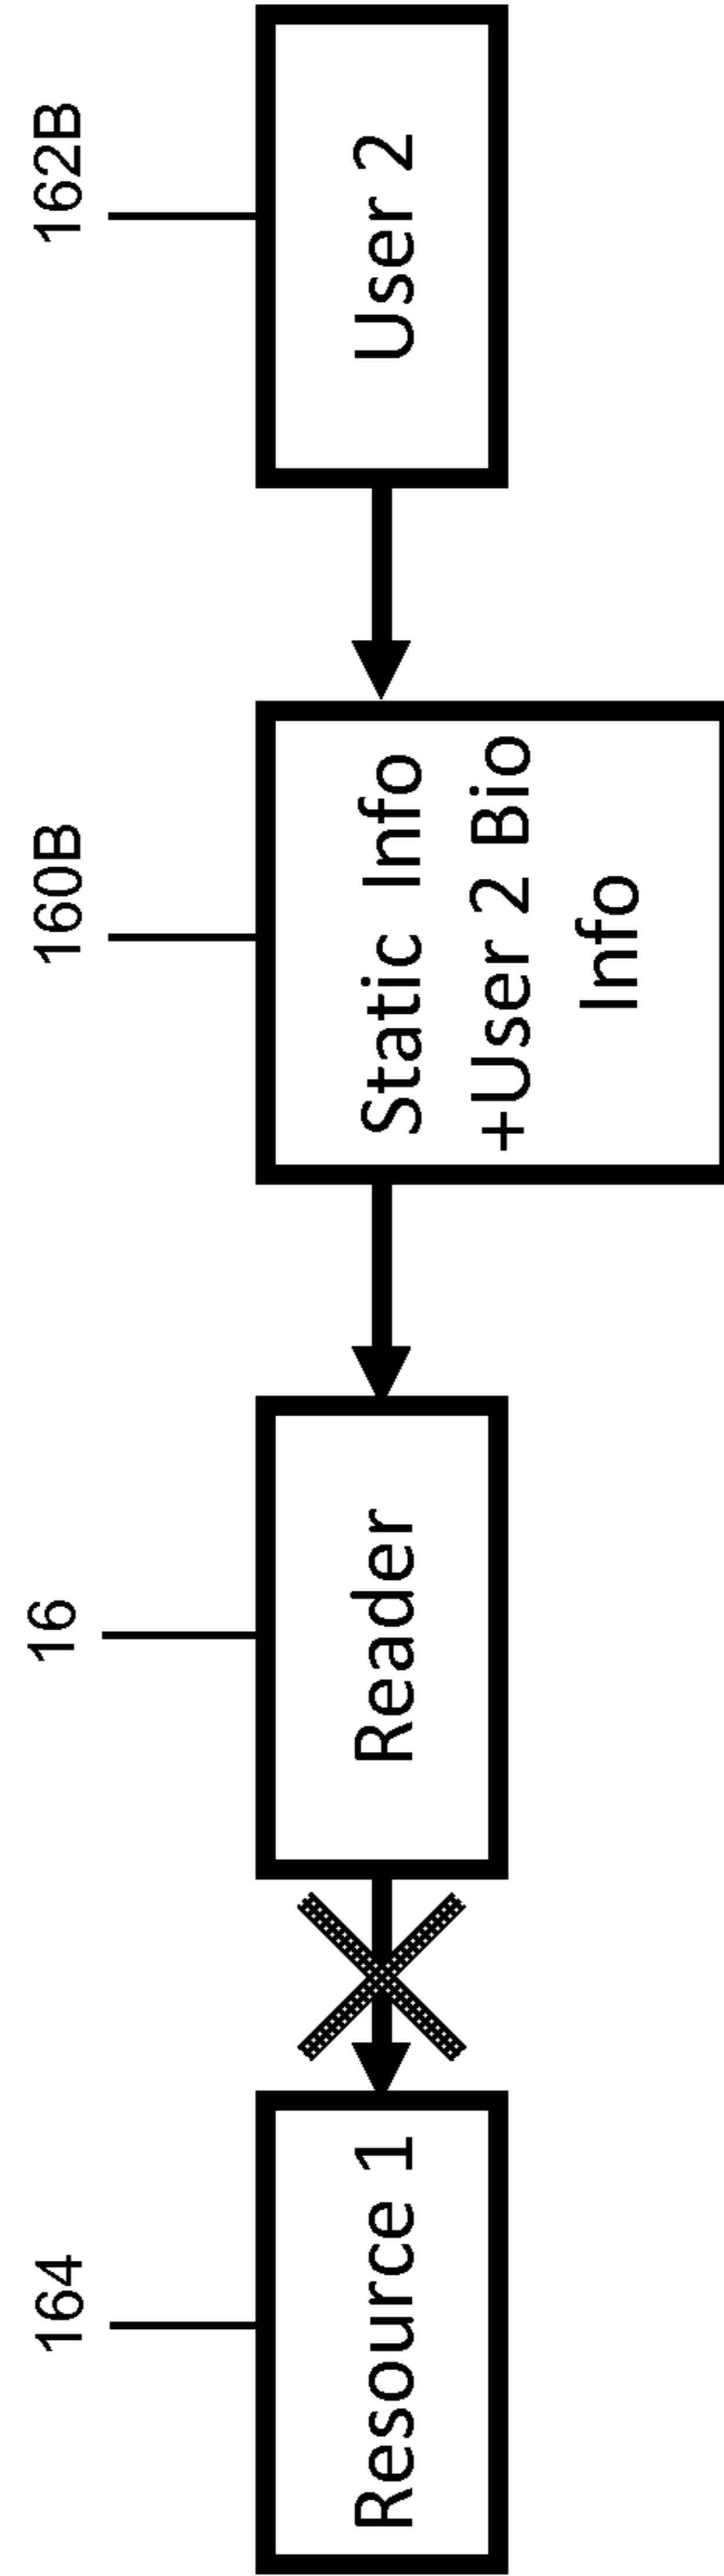 164
16
160B
162B
Resource 1
Reader
Static Info
+User 2 Bio
Info
User 2